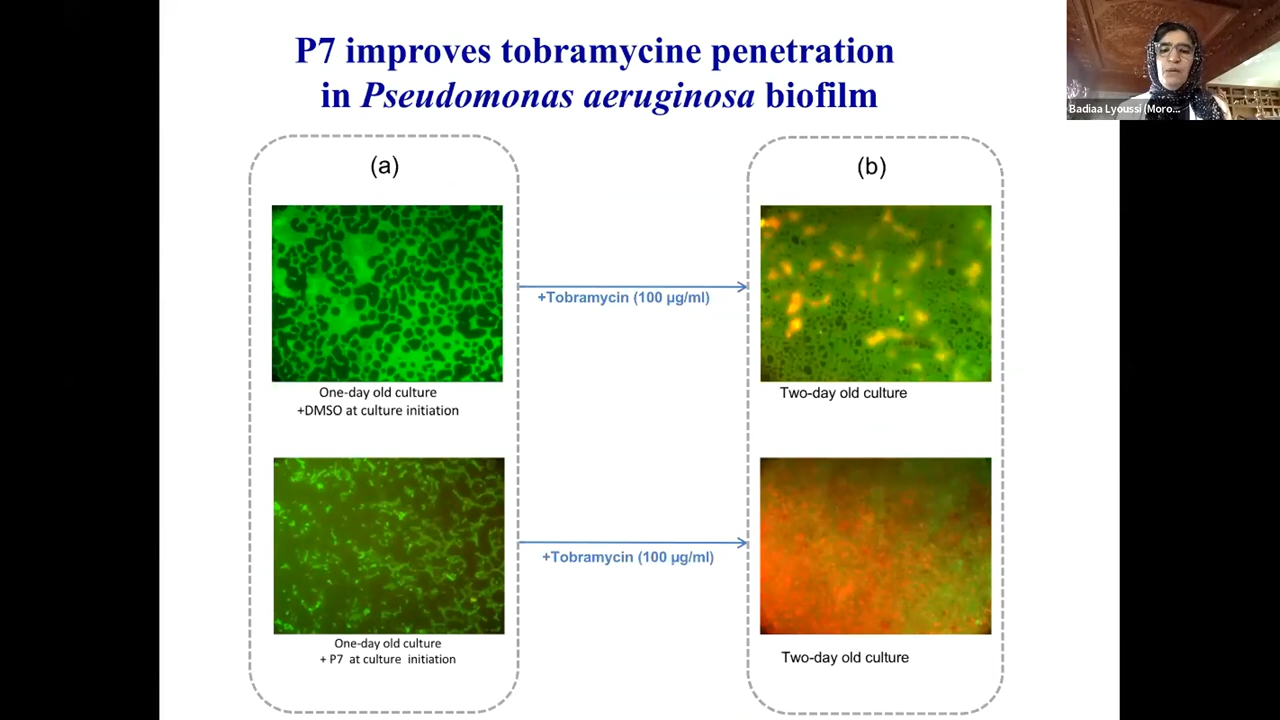 P7 improves tobramycine penetration
in Pseudomonas aeruginosa biofilm
Badiaa Lyoussi (Moro...
(a)
(b)
+Tobramycin (100 µg/ml)
One-day old culture
+DMSO at culture initiation
Two-day old culture
+Tobramycin (100 µg/ml)
One-day old culture
+ P7 at culture initiation
Two-day old culture